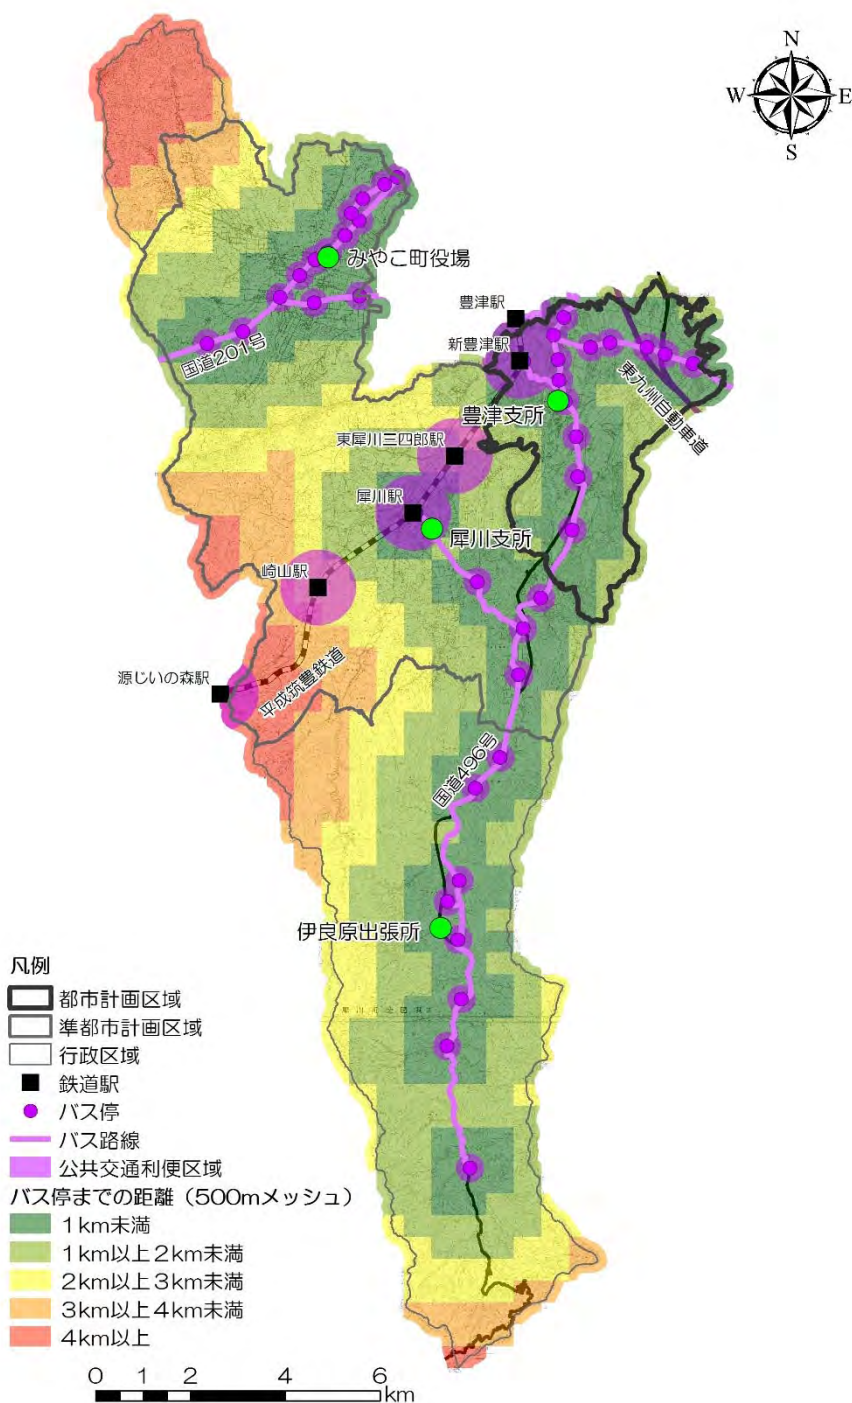 N
W
E
S
みやこ町役場
国道201号
豊津駅
新豊津駅
豊津支所
東九州自動車道
東犀川三四郎駅
犀川駅
犀川支所
崎山駅
源じいの森駅
平成筑豊鉄道
国道496号
伊良原出張所
凡例
都市計画区域
準都市計画区域
行政区域
鉄道駅
バス停
バス路線
公共交通利便区域
バス停までの距離（500mメッシュ）
1km未満
1km以上2km未満
2km以上3km未満
3km以上4km未満
4km以上
0 1 2 4 6
km